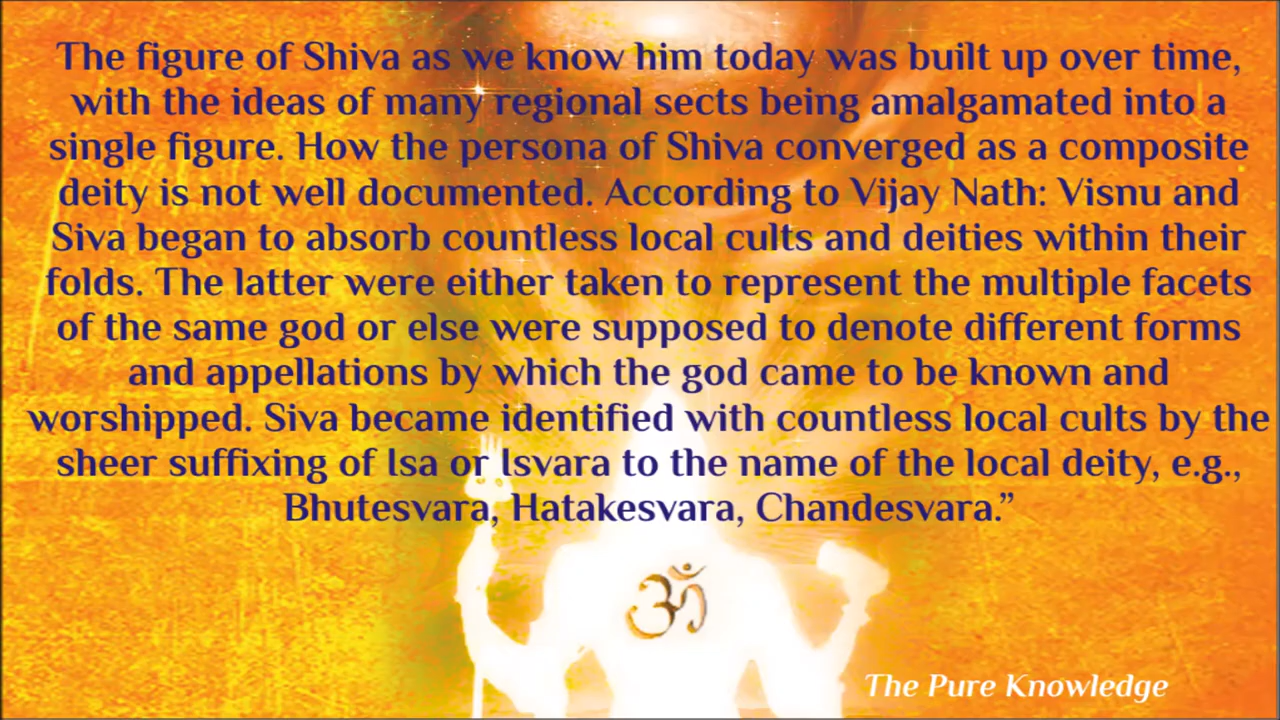 The figure of Shiva as we know him today was built up over time,
with the ideas of many regional sects being amalgamated into a
single figure. How the persona of Shiva converged as a composite
deity is not well documented. According to Vijay Nath: Visnu and
Siva began to absorb countless local cults and deities within their
folds. The latter were either taken to represent the multiple facets
of the same god or else were supposed to denote different forms
and appellations by which the god came to be known and
worshipped. Siva became identified with countless local cults by the
sheer suffixing of Isa or Isvara to the name of the local deity, e.g.,
Bhutesvara, Hatakesvara, Chandesvara.”
ॐ
The Pure Knowledge